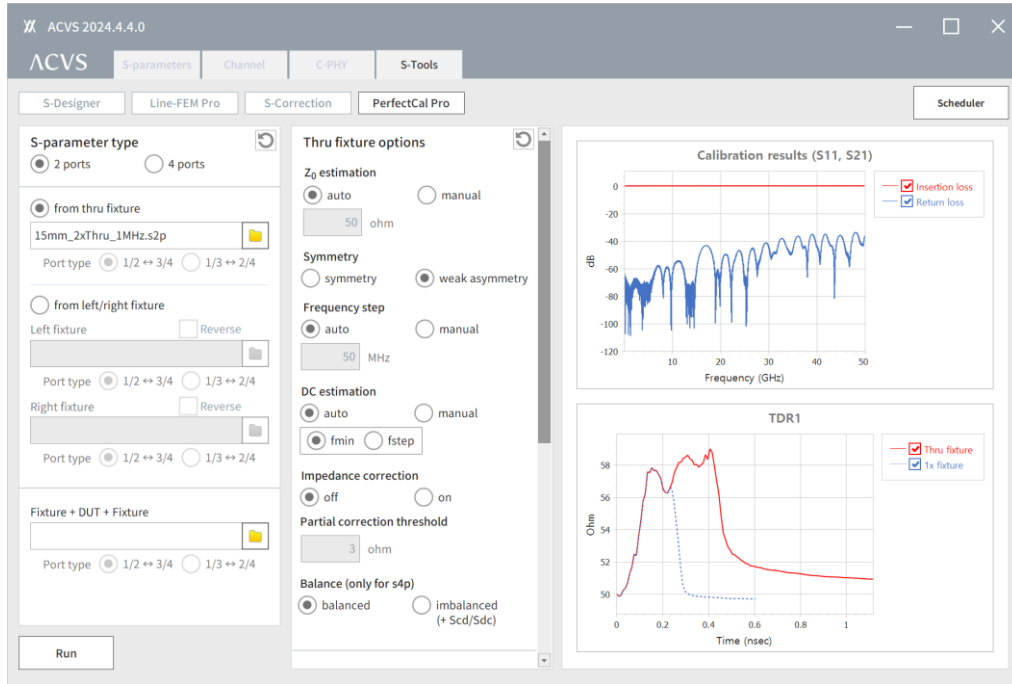 ACVS 2024.4.4.0
ACVS
S-parameters
Channel
C-PHY
S-Tools
S-Designer
Line-FEM Pro
S-Correction
PerfectCal Pro
Scheduler
S-parameter type
2 ports
4 ports
from thru fixture
15mm_2xThru_1MHz.s2p
Port type 1/2 ↔ 3/4 1/3 ↔ 2/4
from left/right fixture
Left fixture
Reverse
Port type 1/2 ↔ 3/4 1/3 ↔ 2/4
Right fixture
Reverse
Port type 1/2 ↔ 3/4 1/3 ↔ 2/4
Fixture + DUT + Fixture
Port type 1/2 ↔ 3/4 1/3 ↔ 2/4
Run
Thru fixture options
Z0 estimation
auto
manual
50 ohm
Symmetry
symmetry
weak asymmetry
Frequency step
auto
manual
50 MHz
DC estimation
auto
manual
fmin
fstep
Impedance correction
off
on
Partial correction threshold
3 ohm
Balance (only for s4p)
balanced
imbalanced
(+ Scd/Sdc)
Calibration results (S11, S21)
Insertion loss
Return loss
0
-20
-40
-60
-80
-100
-120
dB
10 20 30 40 50
Frequency (GHz)
TDR1
Thru fixture
1x fixture
58
56
54
52
50
Ohm
0 0.2 0.4 0.6 0.8 1
Time (nsec)